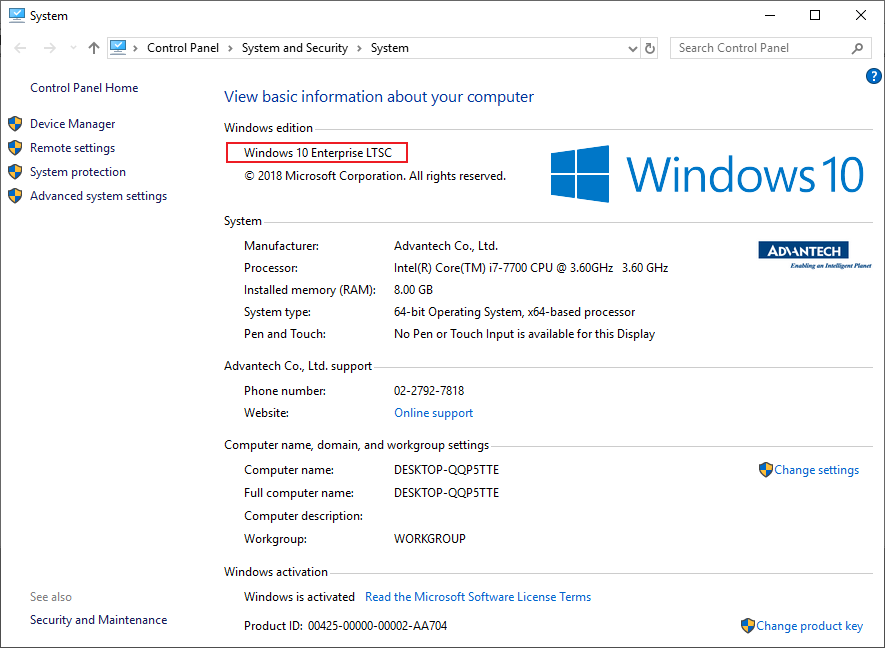 System
Control Panel > System and Security > System
Search Control Panel
Control Panel Home
Device Manager
Remote settings
System protection
Advanced system settings
See also
Security and Maintenance
?
View basic information about your computer
Windows edition
Windows 10 Enterprise LTSC
© 2018 Microsoft Corporation. All rights reserved.
Windows 10
System
Manufacturer: Advantech Co., Ltd.
Processor: Intel(R) Core(TM) i7-7700 CPU @ 3.60GHz 3.60 GHz
Installed memory (RAM): 8.00 GB
System type: 64-bit Operating System, x64-based processor
Pen and Touch: No Pen or Touch Input is available for this Display
ADVANTECH
Enabling an Intelligent Planet
Advantech Co., Ltd. support
Phone number: 02-2792-7818
Website: Online support
Computer name, domain, and workgroup settings
Computer name: DESKTOP-QQP5TTE
Change settings
Full computer name: DESKTOP-QQP5TTE
Computer description:
Workgroup: WORKGROUP
Windows activation
Windows is activated Read the Microsoft Software License Terms
Product ID: 00425-00000-00002-AA704
Change product key